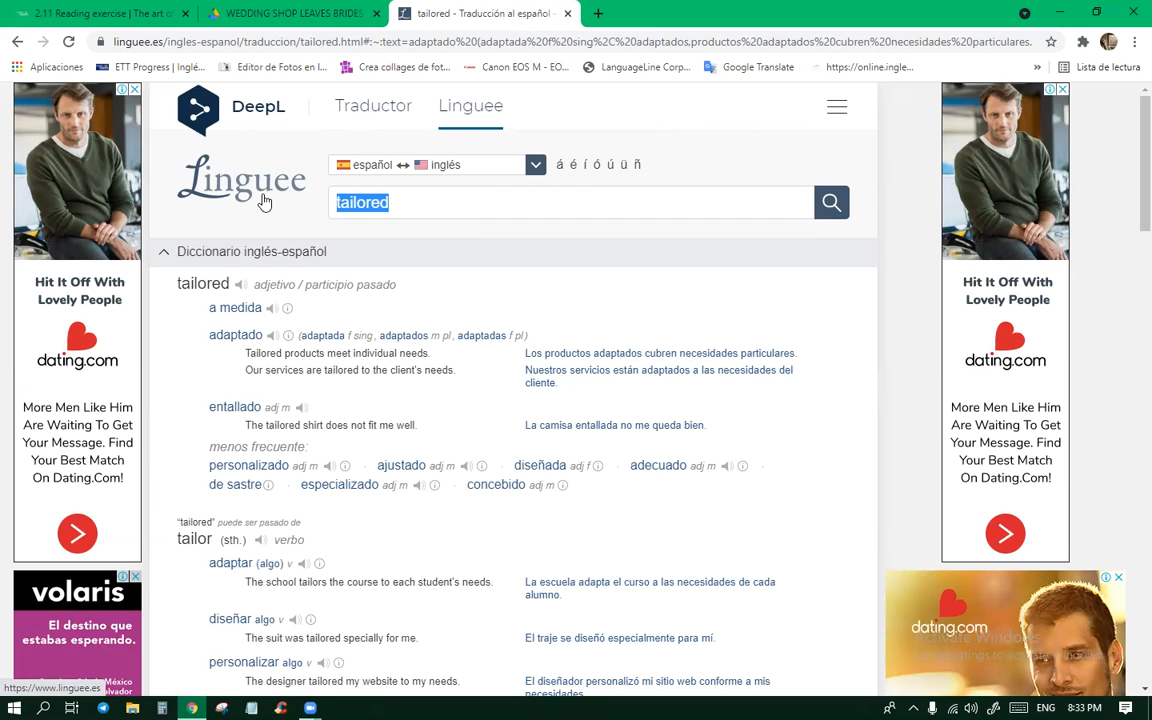 2.11 Reading exercise | The art of
WEDDING SHOP LEAVES BRIDES
tailored - Traducción al español -
linguee.es/ingles-espanol/traduccion/tailored.html#:~:text=adaptado%20(adaptada%20f%20sing%2C%20adaptados,productos%20adaptados%20cubren%20necesidades%20particulares.
Aplicaciones
ETT Progress | Inglé...
Editor de Fotos en l...
Crea collages de fot...
Canon EOS M - EO...
LanguageLine Corp...
Google Translate
https://online.ingle...
»
Lista de lectura
DeepL
Traductor
Linguee
Linguee
español ↔ inglés
á é í ó ú ü ñ
tailored
Diccionario inglés-español
tailored adjetivo / participio pasado
a medida
adaptado (adaptada f sing, adaptados m pl, adaptadas f pl)
Tailored products meet individual needs. Los productos adaptados cubren necesidades particulares.
Our services are tailored to the client's needs. Nuestros servicios están adaptados a las necesidades del
cliente.
entallado adj m
The tailored shirt does not fit me well. La camisa entallada no me queda bien.
menos frecuente:
personalizado adj m · ajustado adj m · diseñada adj f · adecuado adj m ·
de sastre · especializado adj m · concebido adj m
"tailored" puede ser pasado de
tailor (sth.) verbo
adaptar (algo) v
The school tailors the course to each student's needs. La escuela adapta el curso a las necesidades de cada
alumno.
diseñar algo v
The suit was tailored specially for me. El traje se diseñó especialmente para mí.
personalizar algo v
The designer tailored my website to my needs. El diseñador personalizó mi sitio web conforme a mis
necesidades.
Hit It Off With
Lovely People
dating.com
More Men Like Him
Are Waiting To Get
Your Message. Find
Your Best Match
On Dating.Com!
volaris
El destino que
estabas esperando.
Hit It Off With
Lovely People
dating.com
More Men Like Him
Are Waiting To Get
Your Message. Find
Your Best Match
On Dating.Com!
dating.com
Activate Windows
https://www.linguee.es
ENG
8:33 PM